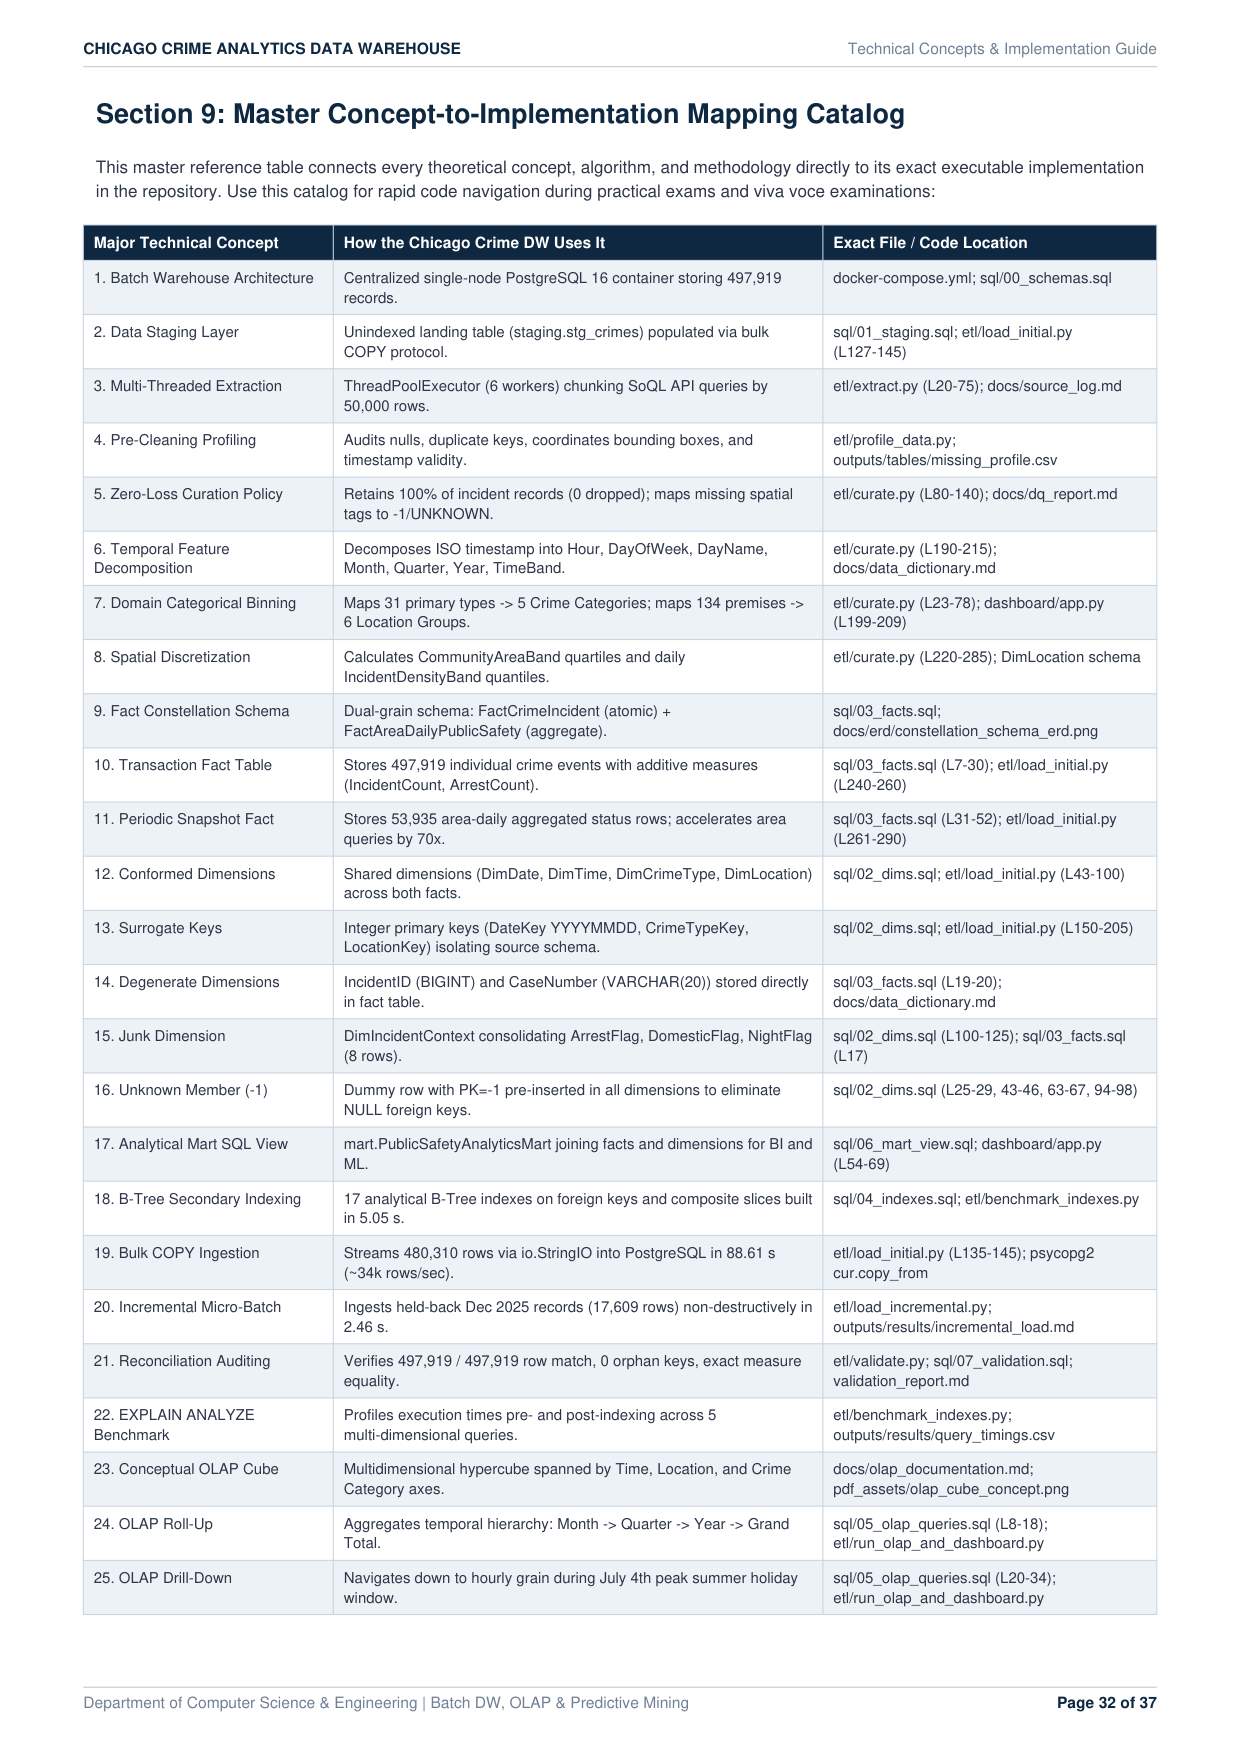 CHICAGO CRIME ANALYTICS DATA WAREHOUSE
Technical Concepts & Implementation Guide
Section 9: Master Concept-to-Implementation Mapping Catalog
This master reference table connects every theoretical concept, algorithm, and methodology directly to its exact executable implementation
in the repository. Use this catalog for rapid code navigation during practical exams and viva voce examinations:
Major Technical Concept
How the Chicago Crime DW Uses It
Exact File / Code Location
1. Batch Warehouse Architecture
Centralized single-node PostgreSQL 16 container storing 497,919
records.
docker-compose.yml; sql/00_schemas.sql
2. Data Staging Layer
Unindexed landing table (staging.stg_crimes) populated via bulk
COPY protocol.
sql/01_staging.sql; etl/load_initial.py
(L127-145)
3. Multi-Threaded Extraction
ThreadPoolExecutor (6 workers) chunking SoQL API queries by
50,000 rows.
etl/extract.py (L20-75); docs/source_log.md
4. Pre-Cleaning Profiling
Audits nulls, duplicate keys, coordinates bounding boxes, and
timestamp validity.
etl/profile_data.py;
outputs/tables/missing_profile.csv
5. Zero-Loss Curation Policy
Retains 100% of incident records (0 dropped); maps missing spatial
tags to -1/UNKNOWN.
etl/curate.py (L80-140); docs/dq_report.md
6. Temporal Feature
Decomposition
Decomposes ISO timestamp into Hour, DayOfWeek, DayName,
Month, Quarter, Year, TimeBand.
etl/curate.py (L190-215);
docs/data_dictionary.md
7. Domain Categorical Binning
Maps 31 primary types -> 5 Crime Categories; maps 134 premises ->
6 Location Groups.
etl/curate.py (L23-78); dashboard/app.py
(L199-209)
8. Spatial Discretization
Calculates CommunityAreaBand quartiles and daily
IncidentDensityBand quantiles.
etl/curate.py (L220-285); DimLocation schema
9. Fact Constellation Schema
Dual-grain schema: FactCrimeIncident (atomic) +
FactAreaDailyPublicSafety (aggregate).
sql/03_facts.sql;
docs/erd/constellation_schema_erd.png
10. Transaction Fact Table
Stores 497,919 individual crime events with additive measures
(IncidentCount, ArrestCount).
sql/03_facts.sql (L7-30); etl/load_initial.py
(L240-260)
11. Periodic Snapshot Fact
Stores 53,935 area-daily aggregated status rows; accelerates area
queries by 70x.
sql/03_facts.sql (L31-52); etl/load_initial.py
(L261-290)
12. Conformed Dimensions
Shared dimensions (DimDate, DimTime, DimCrimeType, DimLocation)
across both facts.
sql/02_dims.sql; etl/load_initial.py (L43-100)
13. Surrogate Keys
Integer primary keys (DateKey YYYYMMDD, CrimeTypeKey,
LocationKey) isolating source schema.
sql/02_dims.sql; etl/load_initial.py (L150-205)
14. Degenerate Dimensions
IncidentID (BIGINT) and CaseNumber (VARCHAR(20)) stored directly
in fact table.
sql/03_facts.sql (L19-20);
docs/data_dictionary.md
15. Junk Dimension
DimIncidentContext consolidating ArrestFlag, DomesticFlag, NightFlag
(8 rows).
sql/02_dims.sql (L100-125); sql/03_facts.sql
(L17)
16. Unknown Member (-1)
Dummy row with PK=-1 pre-inserted in all dimensions to eliminate
NULL foreign keys.
sql/02_dims.sql (L25-29, 43-46, 63-67, 94-98)
17. Analytical Mart SQL View
mart.PublicSafetyAnalyticsMart joining facts and dimensions for BI and
ML.
sql/06_mart_view.sql; dashboard/app.py
(L54-69)
18. B-Tree Secondary Indexing
17 analytical B-Tree indexes on foreign keys and composite slices built
in 5.05 s.
sql/04_indexes.sql; etl/benchmark_indexes.py
19. Bulk COPY Ingestion
Streams 480,310 rows via io.StringIO into PostgreSQL in 88.61 s
(~34k rows/sec).
etl/load_initial.py (L135-145); psycopg2
cur.copy_from
20. Incremental Micro-Batch
Ingests held-back Dec 2025 records (17,609 rows) non-destructively in
2.46 s.
etl/load_incremental.py;
outputs/results/incremental_load.md
21. Reconciliation Auditing
Verifies 497,919 / 497,919 row match, 0 orphan keys, exact measure
equality.
etl/validate.py; sql/07_validation.sql;
validation_report.md
22. EXPLAIN ANALYZE
Benchmark
Profiles execution times pre- and post-indexing across 5
multi-dimensional queries.
etl/benchmark_indexes.py;
outputs/results/query_timings.csv
23. Conceptual OLAP Cube
Multidimensional hypercube spanned by Time, Location, and Crime
Category axes.
docs/olap_documentation.md;
pdf_assets/olap_cube_concept.png
24. OLAP Roll-Up
Aggregates temporal hierarchy: Month -> Quarter -> Year -> Grand
Total.
sql/05_olap_queries.sql (L8-18);
etl/run_olap_and_dashboard.py
25. OLAP Drill-Down
Navigates down to hourly grain during July 4th peak summer holiday
window.
sql/05_olap_queries.sql (L20-34);
etl/run_olap_and_dashboard.py
Department of Computer Science & Engineering | Batch DW, OLAP & Predictive Mining
Page 32 of 37